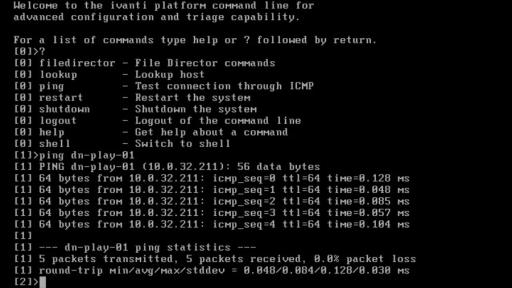 Welcome to the ivanti platform command line for
advanced configuration and triage capability.
For a list of commands type help or ? followed by return.
[0]>?
[0] filedirector - File Director commands
[0] lookup - Lookup host
[0] ping - Test connection through ICMP
[0] restart - Restart the system
[0] shutdown - Shutdown the system
[0] logout - Logout of the command line
[0] help - Get help about a command
[0] shell - Switch to shell
[1]>ping dn-play-01
[1] PING dn-play-01 (10.0.32.211): 56 data bytes
[1] 64 bytes from 10.0.32.211: icmp_seq=0 ttl=64 time=0.128 ms
[1] 64 bytes from 10.0.32.211: icmp_seq=1 ttl=64 time=0.048 ms
[1] 64 bytes from 10.0.32.211: icmp_seq=2 ttl=64 time=0.085 ms
[1] 64 bytes from 10.0.32.211: icmp_seq=3 ttl=64 time=0.057 ms
[1] 64 bytes from 10.0.32.211: icmp_seq=4 ttl=64 time=0.104 ms
[1]
[1] --- dn-play-01 ping statistics ---
[1] 5 packets transmitted, 5 packets received, 0.0% packet loss
[1] round-trip min/avg/max/stddev = 0.048/0.084/0.128/0.030 ms
[2]>